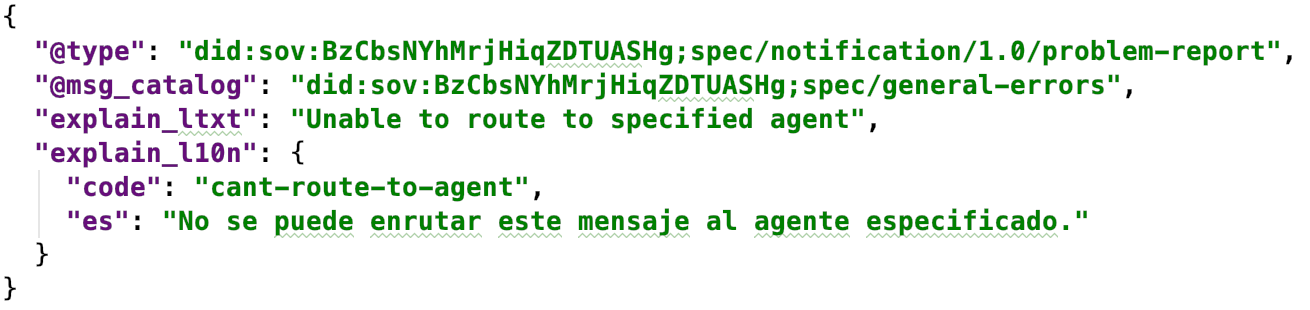 {
"@type": "did:sov:BzCbsNYhMrjHiqZDTUASHg;spec/notification/1.0/problem-report",
"@msg_catalog": "did:sov:BzCbsNYhMrjHiqZDTUASHg;spec/general-errors",
"explain_ltxt": "Unable to route to specified agent",
"explain_l10n": {
"code": "cant-route-to-agent",
"es": "No se puede enrutar este mensaje al agente especificado."
}
}